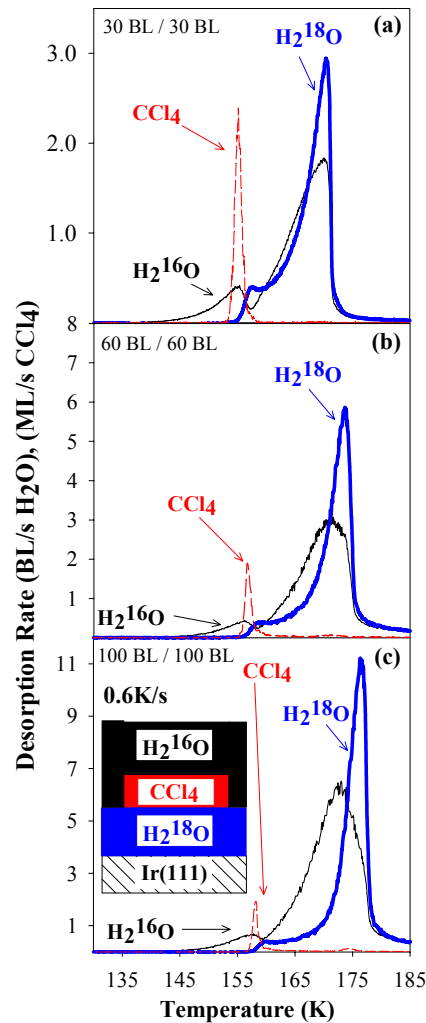 30 BL / 30 BL
(a)
3.0
H2¹⁸O
CCl4
2.0
1.0
H2¹⁶O
8
60 BL / 60 BL
(b)
7
H2¹⁸O
6
5
4
CCl4
3
2
H2¹⁶O
1
100 BL / 100 BL
CCl4
(c)
11
0.6K/s
H2¹⁸O
9
H2¹⁶O
7
CCl4
5
H2¹⁸O
3
Ir(111)
H2¹⁶O
1
135 145 155 165 175 185
Temperature (K)
Desorption Rate (BL/s H2O), (ML/s CCl4)